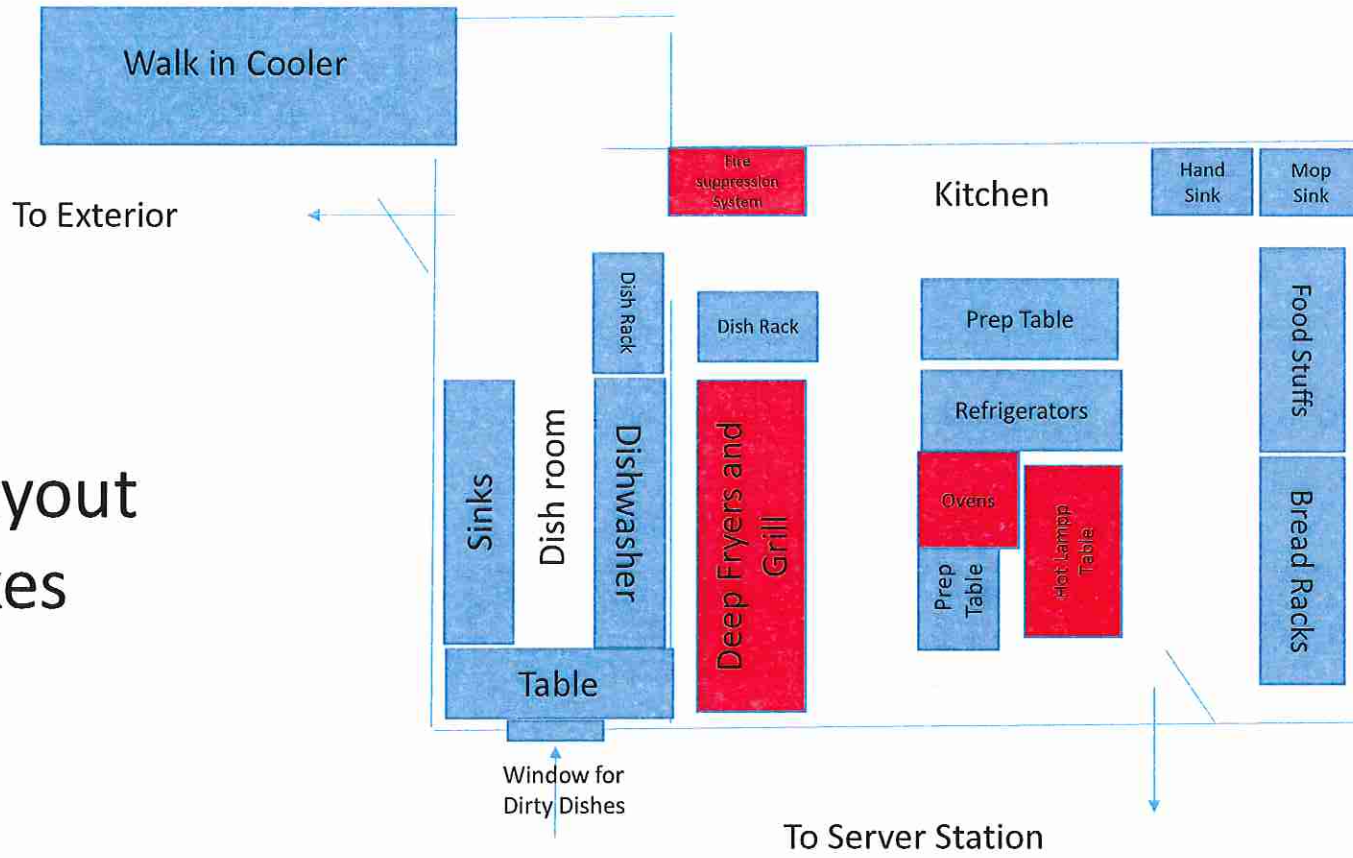 Walk in Cooler
Fire
suppression
System
Kitchen
Hand
Sink
Mop
Sink
To Exterior
Dish Rack
Dish Rack
Prep Table
Food Stuffs
Refrigerators
yout
es
Sinks
Dish room
Dishwasher
Deep Fryers and
Grill
Ovens
Hot Lampp
Table
Prep
Table
Bread Racks
Table
Window for
Dirty Dishes
To Server Station